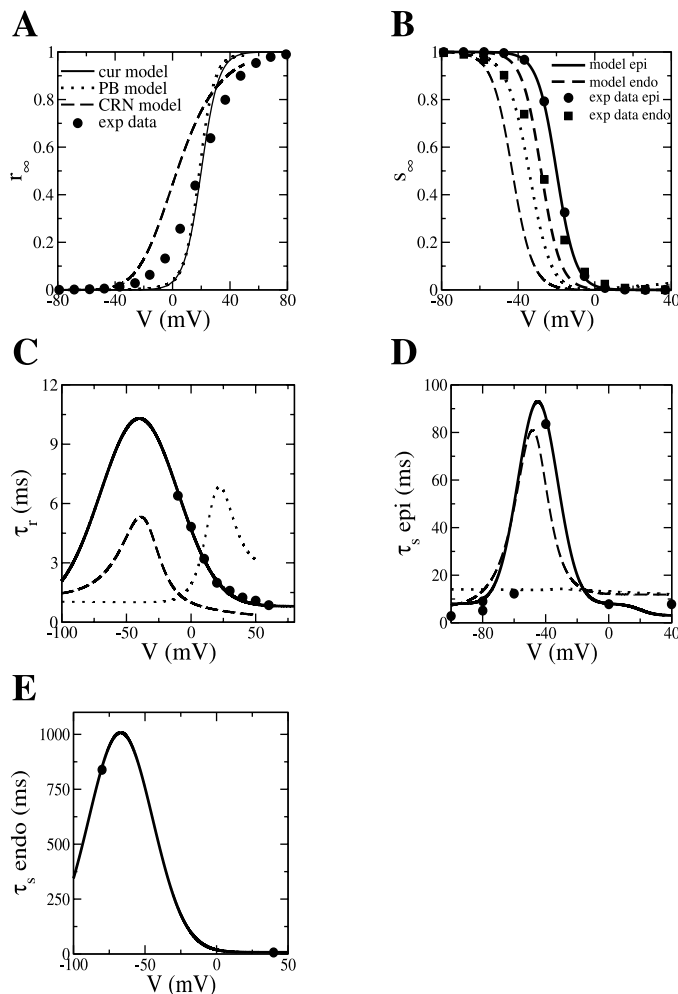 A
1
0.8
0.6
0.4
0.2
0
r∞
cur model
PB model
CRN model
exp data
-80 -40 0 40 80
V (mV)
B
1
0.8
0.6
0.4
0.2
0
s∞
model epi
model endo
exp data epi
exp data endo
-80 -40 0 40
V (mV)
C
12
9
6
3
0
τr (ms)
-100 -50 0 50
V (mV)
D
100
80
60
40
20
0
τs epi (ms)
-80 -40 0 40
V (mV)
E
1000
750
500
250
0
τs endo (ms)
-100 -50 0 50
V (mV)